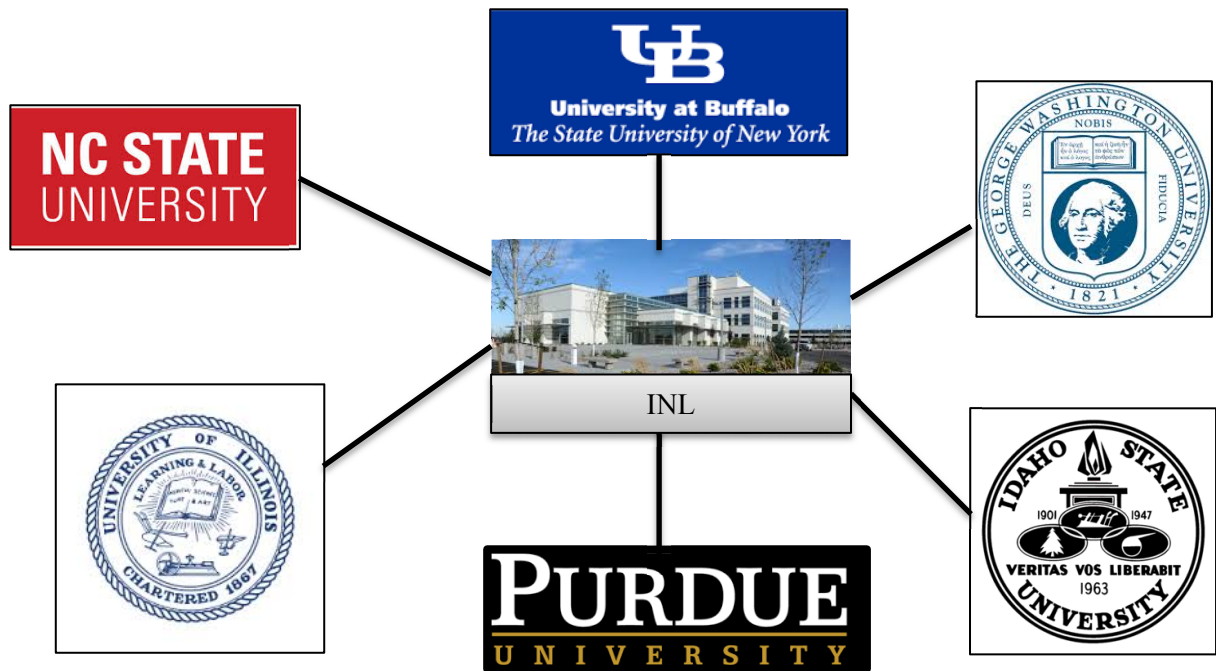 UB
University at Buffalo
The State University of New York
NC STATE
UNIVERSITY
THE GEORGE WASHINGTON UNIVERSITY
NOBIS
DEUS
FIDUCIA
• 1821 •
INL
UNIVERSITY OF ILLINOIS
LEARNING & LABOR
CHARTERED 1867
IDAHO STATE
1901 1947
VERITAS VOS LIBERABIT
1963
UNIVERSITY
PURDUE
UNIVERSITY